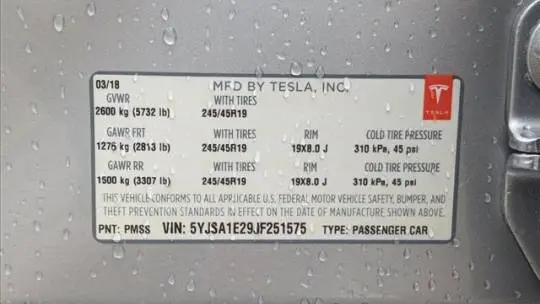 03/18 MFD BY TESLA, INC.
GVWR WITH TIRES
2600 kg (5732 lb) 245/45R19
TESLA
GAWR FRT WITH TIRES RIM COLD TIRE PRESSURE
1276 kg (2813 lb) 245/45R19 19X8.0 J 310 kPa, 45 psi
GAWR RR WITH TIRES RIM COLD TIRE PRESSURE
1500 kg (3307 lb) 245/45R19 19X8.0 J 310 kPa, 45 psi
THIS VEHICLE CONFORMS TO ALL APPLICABLE U.S. FEDERAL MOTOR VEHICLE SAFETY, BUMPER, AND
THEFT PREVENTION STANDARDS IN EFFECT ON THE DATE OF MANUFACTURE SHOWN ABOVE.
PNT: PMSS VIN: 5YJSA1E29JF251575 TYPE: PASSENGER CAR